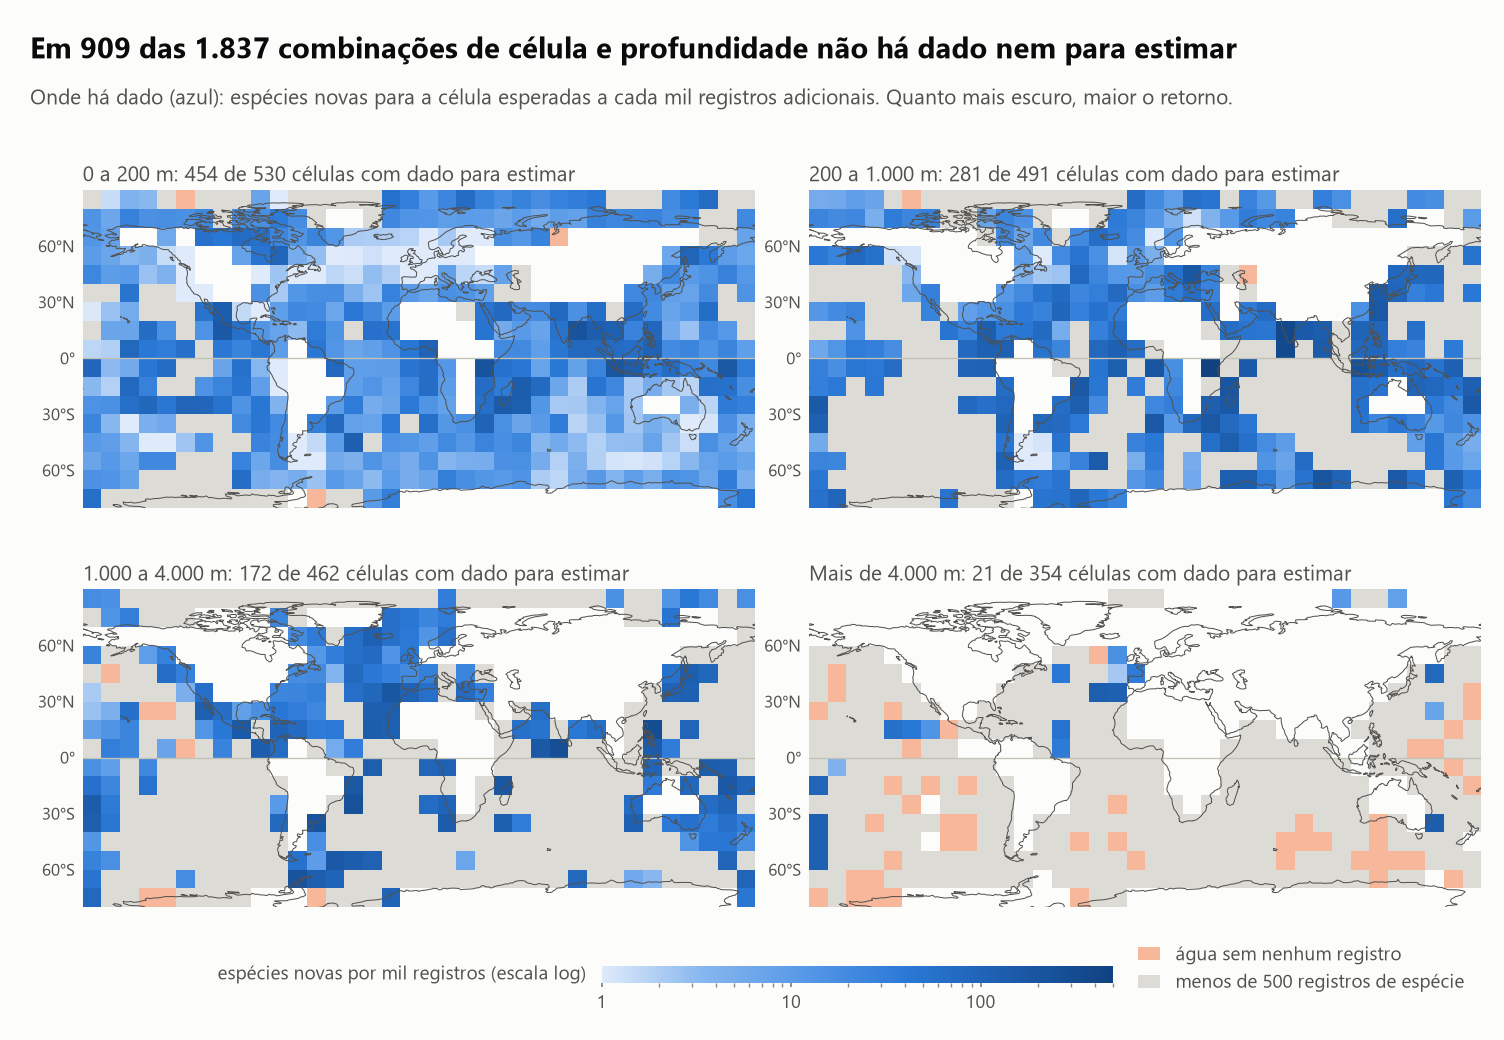 Em 909 das 1.837 combinações de célula e profundidade não há dado nem para estimar
Onde há dado (azul): espécies novas para a célula esperadas a cada mil registros adicionais. Quanto mais escuro, maior o retorno.
0 a 200 m: 454 de 530 células com dado para estimar
60°N
30°N
0°
30°S
60°S
200 a 1.000 m: 281 de 491 células com dado para estimar
60°N
30°N
0°
30°S
60°S
1.000 a 4.000 m: 172 de 462 células com dado para estimar
60°N
30°N
0°
30°S
60°S
Mais de 4.000 m: 21 de 354 células com dado para estimar
60°N
30°N
0°
30°S
60°S
espécies novas por mil registros (escala log)
1
10
100
água sem nenhum registro
menos de 500 registros de espécie